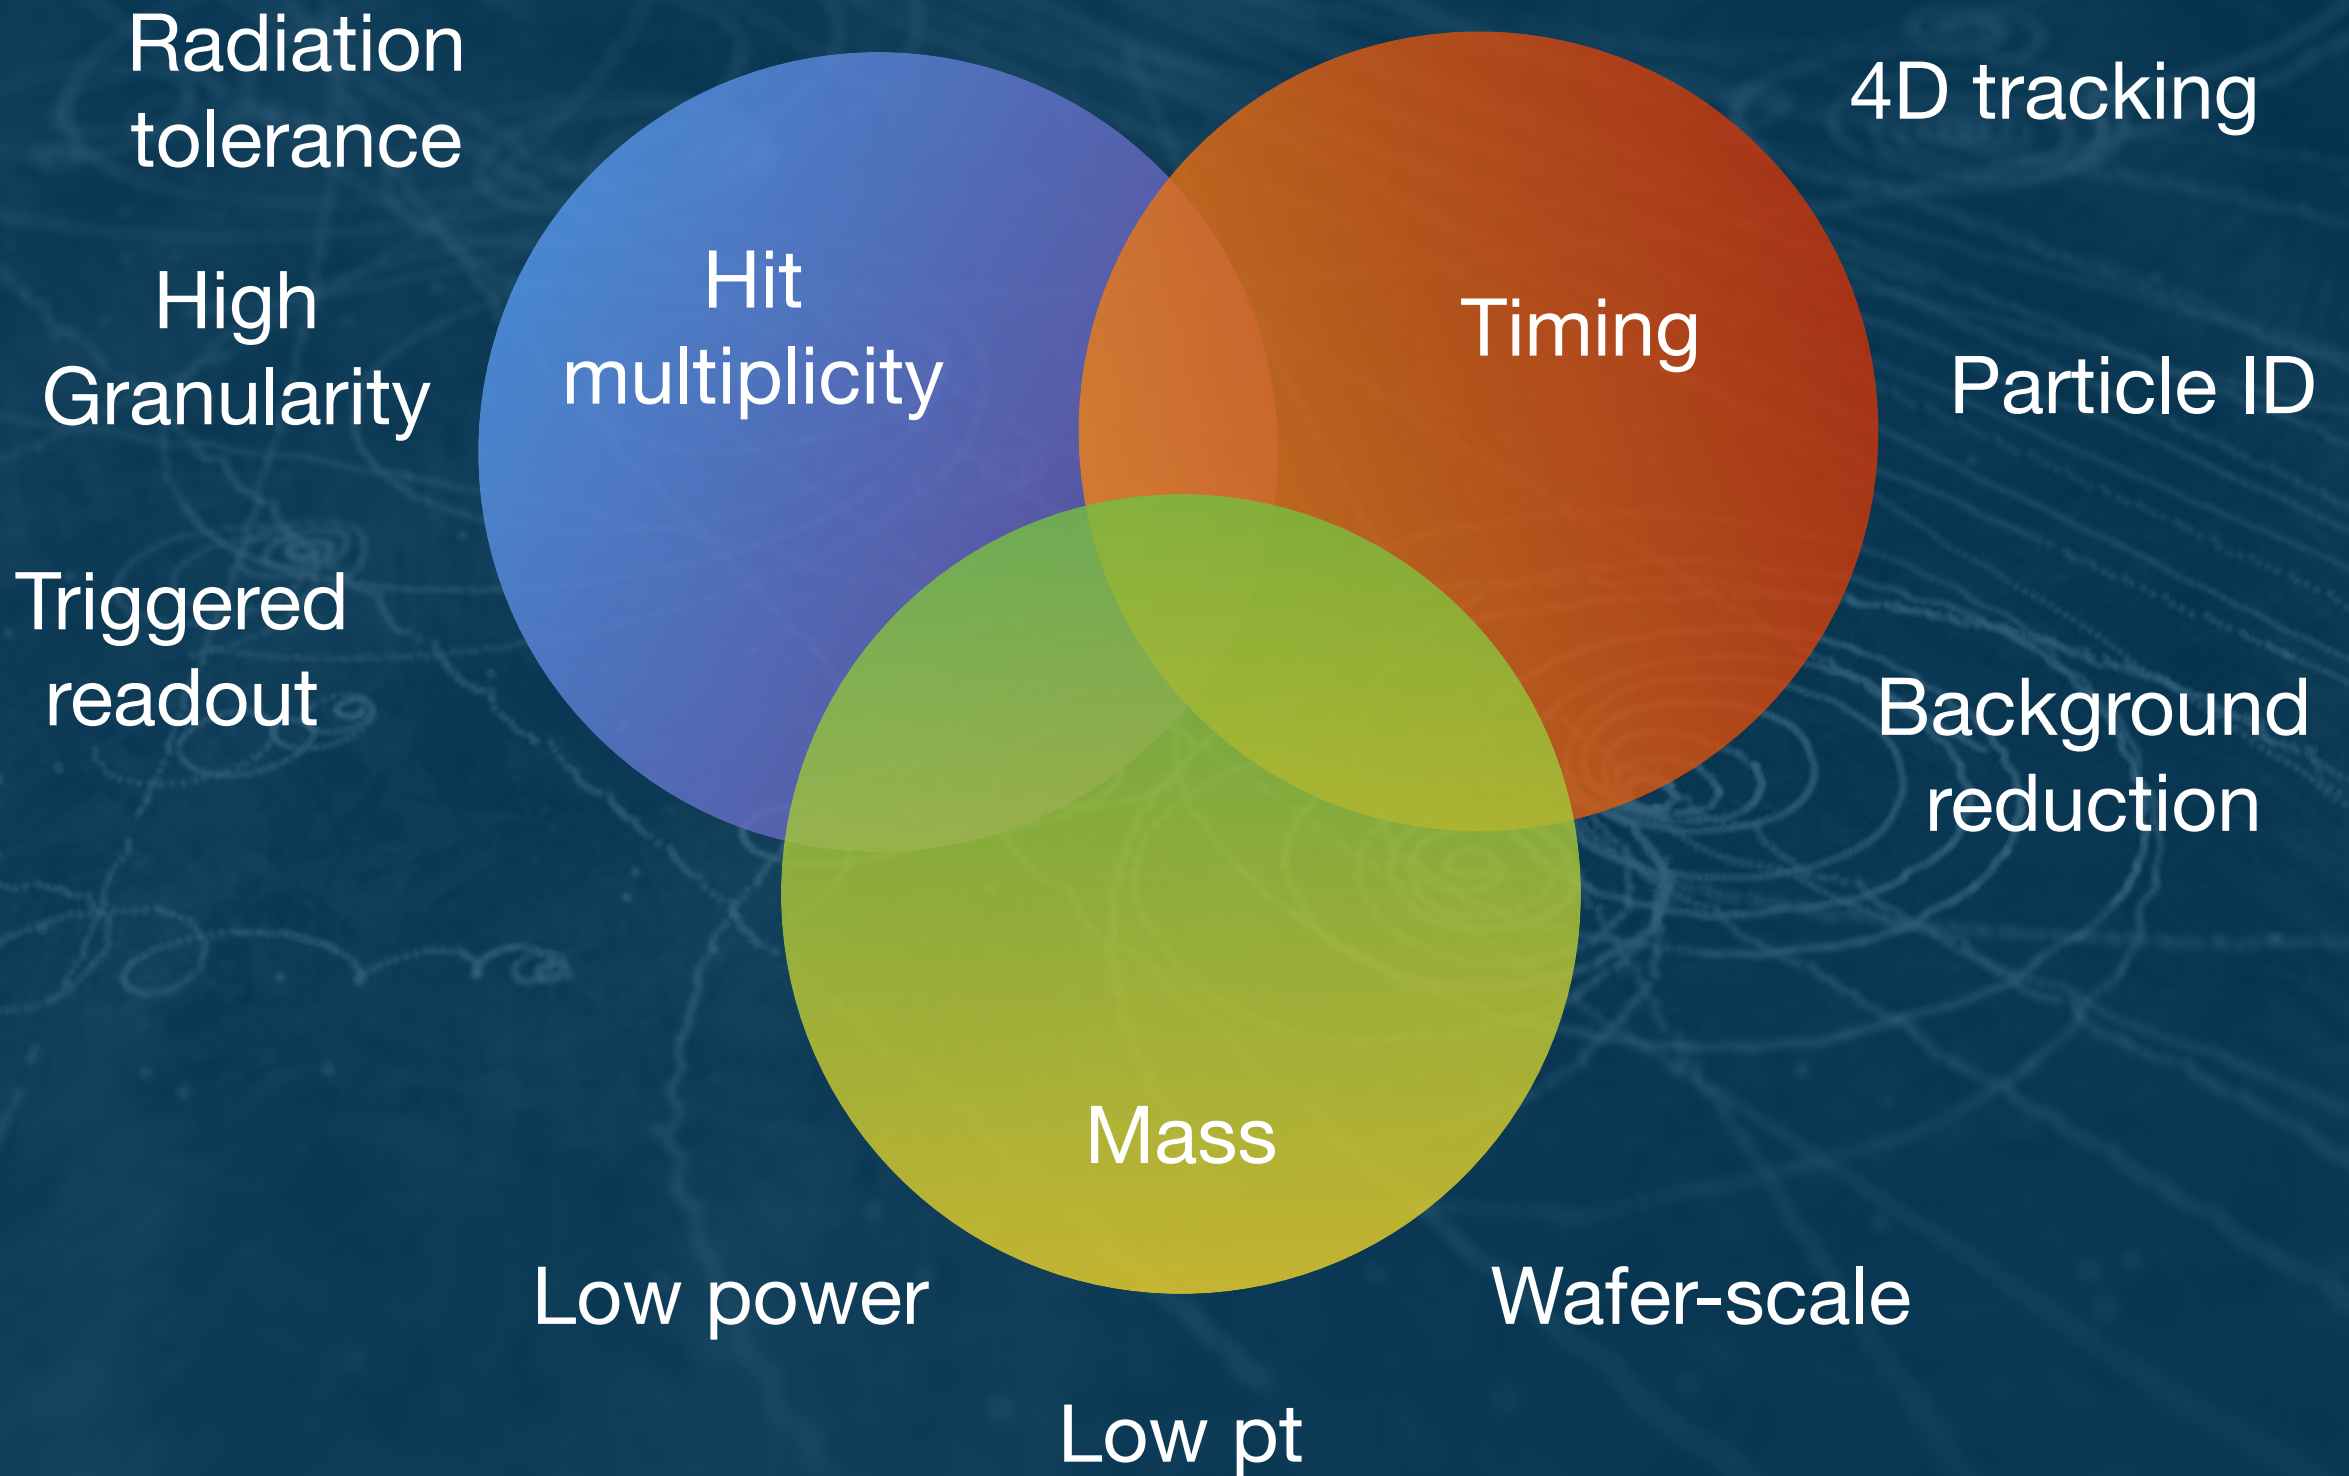 Radiation
tolerance
4D tracking
Hit
multiplicity
Timing
High
Granularity
Particle ID
Triggered
readout
Background
reduction
Mass
Low power
Wafer-scale
Low pt